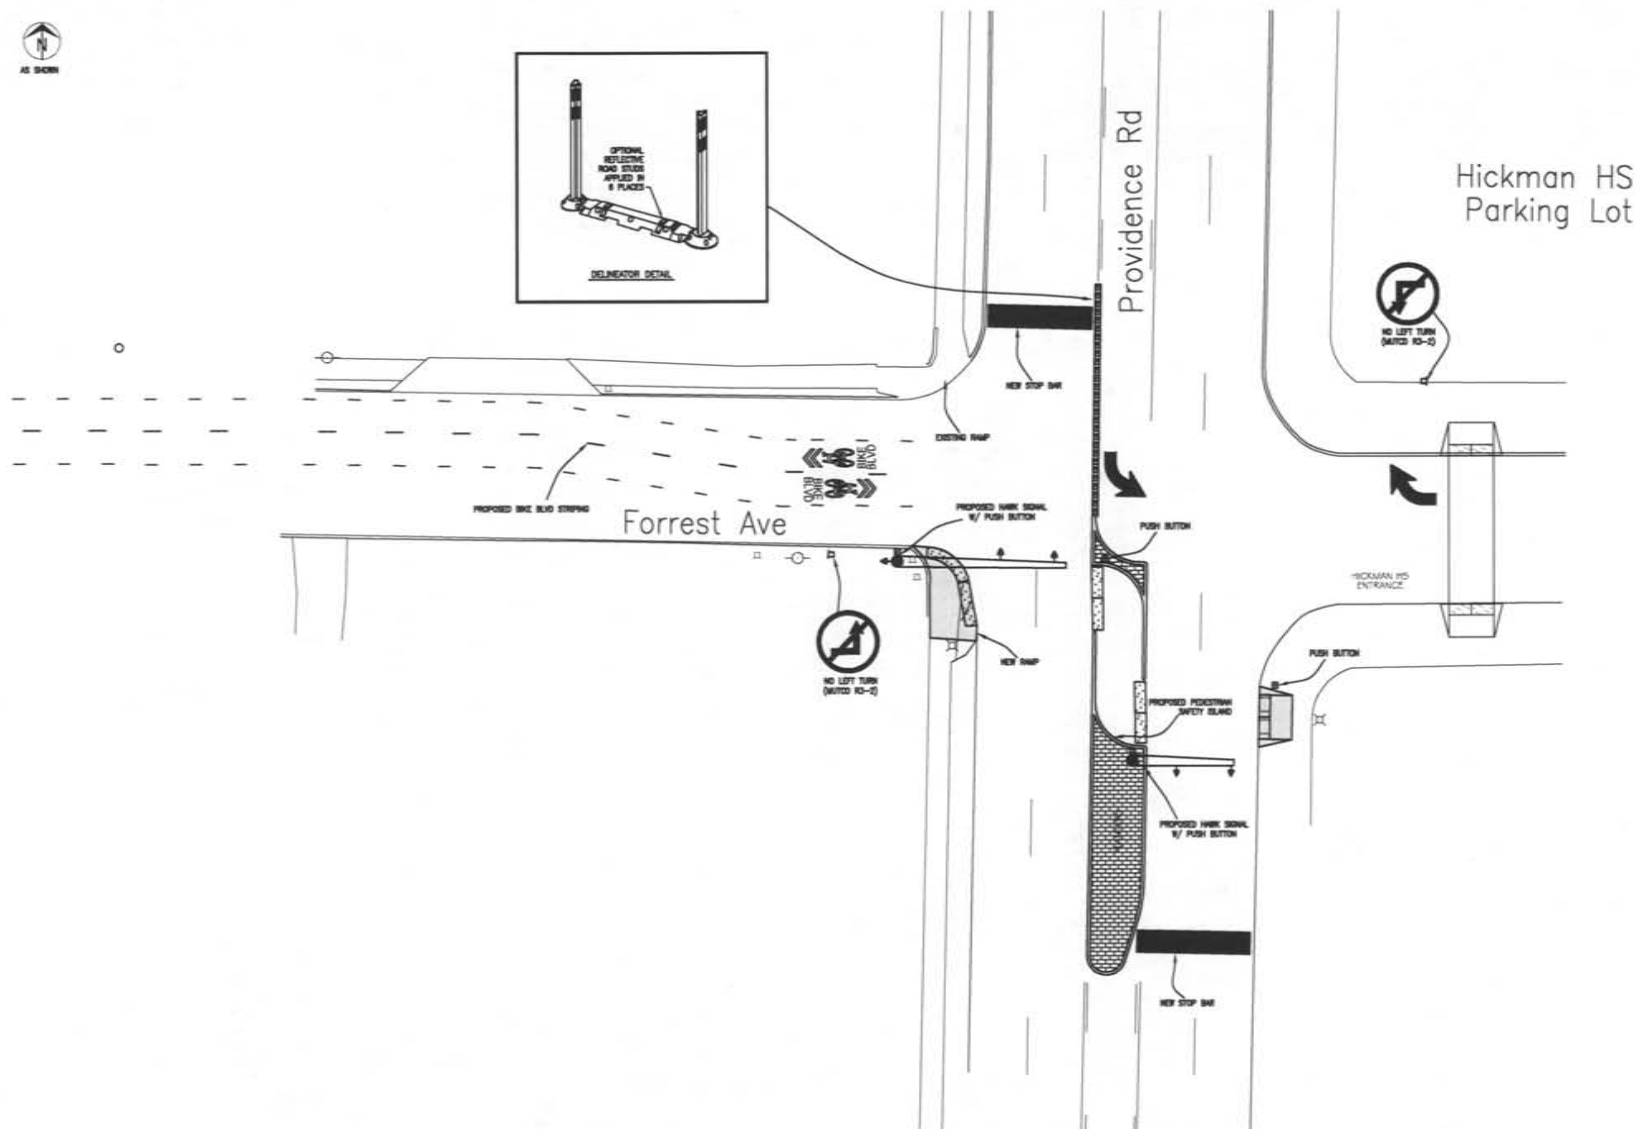 N
AS SHOWN
OPTIONAL
REFLECTIVE
ROAD STUDS
APPLIED IN
6 PLACES
DELINEATOR DETAIL
Providence Rd
Hickman HS
Parking Lot
NO LEFT TURN
(MUTCD R3-2)
NEW STOP BAR
EXISTING RAMP
BIKE
BLVD
BIKE
BLVD
PROPOSED BIKE BLVD STRIPING
Forrest Ave
PROPOSED HAWK SIGNAL
W/ PUSH BUTTON
PUSH BUTTON
HICKMAN HS
ENTRANCE
NO LEFT TURN
(MUTCD R3-2)
NEW RAMP
PUSH BUTTON
PROPOSED PEDESTRIAN
SAFETY ISLAND
PROPOSED HAWK SIGNAL
W/ PUSH BUTTON
NEW STOP BAR